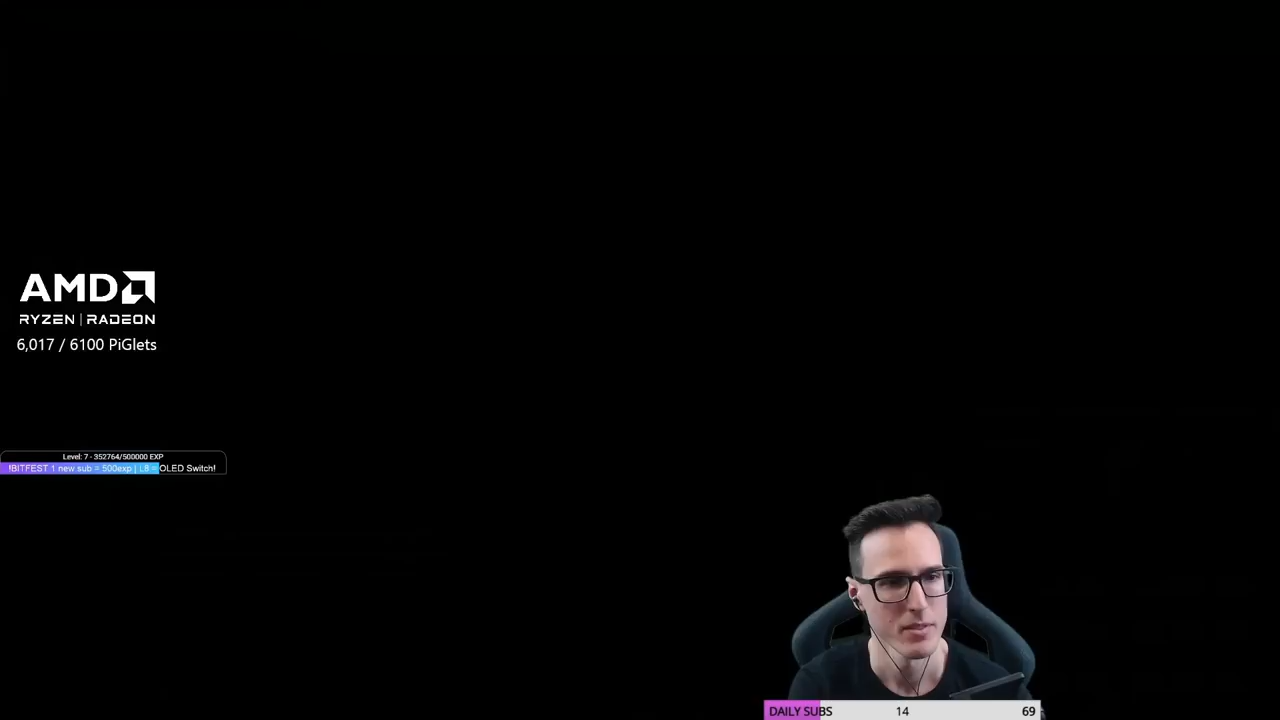 AMD
RYZEN | RADEON
6,017 / 6100 PiGlets
Level: 7 - 352764/500000 EXP
!BITFEST 1 new sub = 500exp | L8 = OLED Switch!
DAILY SUBS 14 69